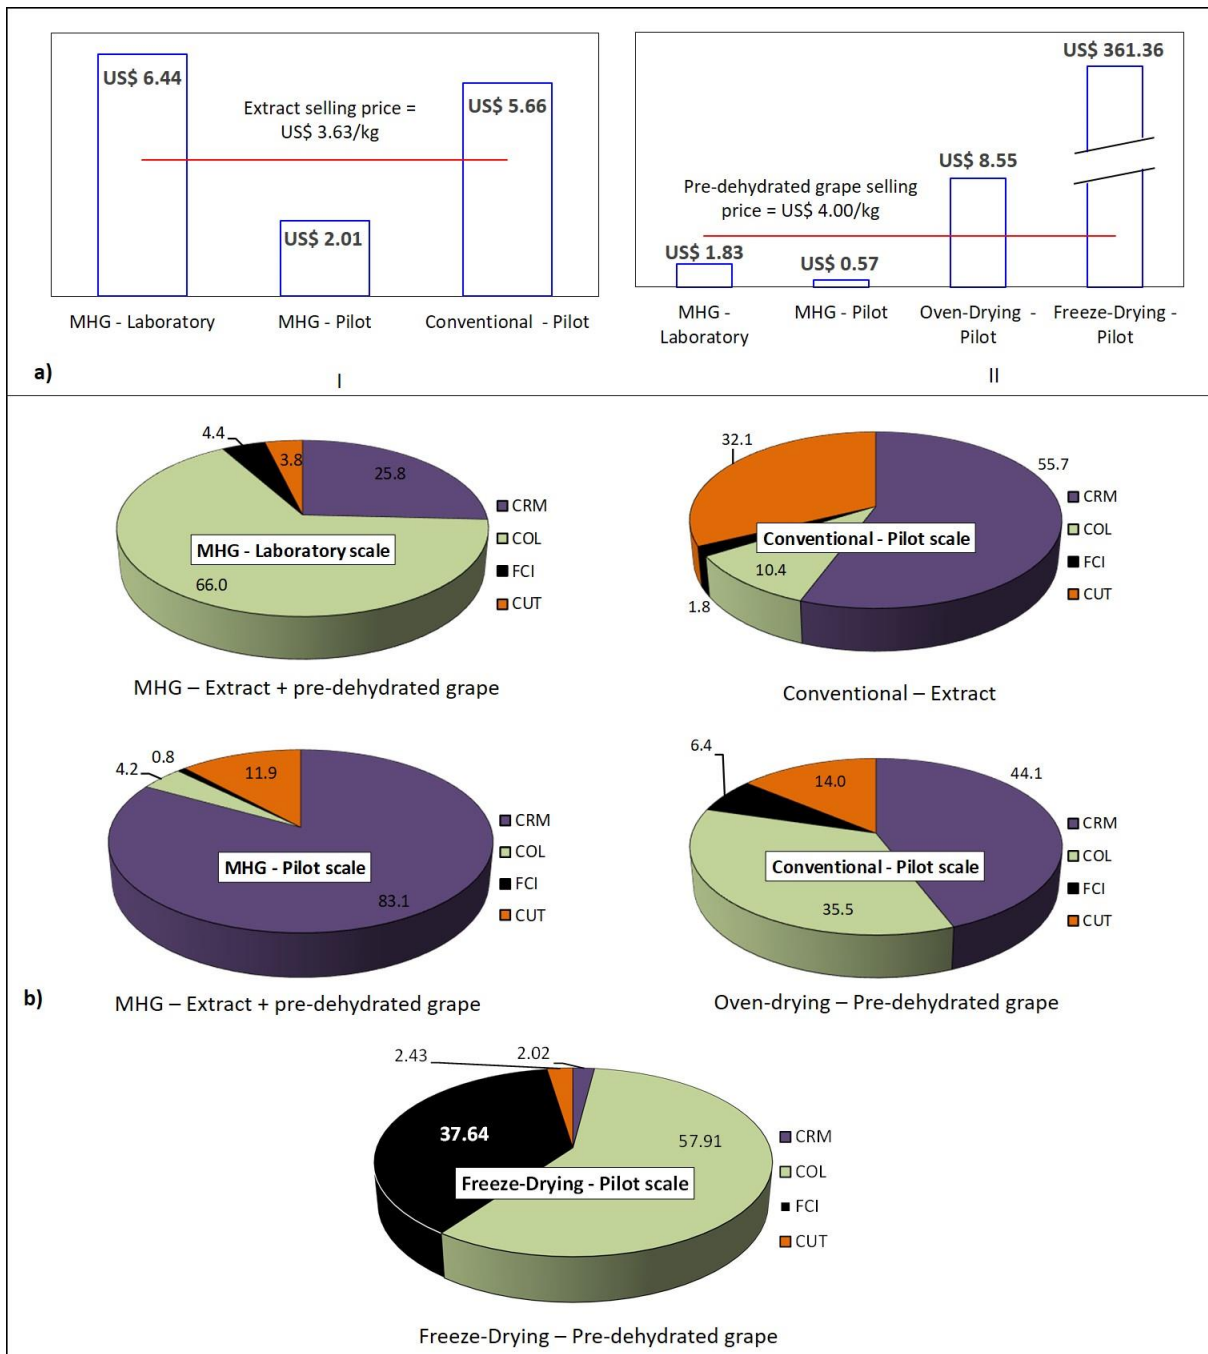 US$ 6.44
Extract selling price =
US$ 3.63/kg
US$ 2.01
US$ 5.66
MHG - Laboratory
MHG - Pilot
Conventional - Pilot
a)
I
US$ 361.36
US$ 8.55
Pre-dehydrated grape selling
price = US$ 4.00/kg
US$ 1.83
US$ 0.57
MHG -
Laboratory
MHG - Pilot
Oven-Drying -
Pilot
Freeze-Drying -
Pilot
II
4.4
3.8
25.8
MHG - Laboratory scale
66.0
CRM
COL
FCI
CUT
MHG – Extract + pre-dehydrated grape
32.1
55.7
Conventional - Pilot scale
10.4
1.8
CRM
COL
FCI
CUT
Conventional – Extract
0.8
4.2
11.9
MHG - Pilot scale
83.1
CRM
COL
FCI
CUT
MHG – Extract + pre-dehydrated grape
6.4
14.0
44.1
Conventional - Pilot scale
35.5
CRM
COL
FCI
CUT
Oven-drying – Pre-dehydrated grape
b)
2.43
2.02
37.64
57.91
Freeze-Drying - Pilot scale
CRM
COL
FCI
CUT
Freeze-Drying – Pre-dehydrated grape